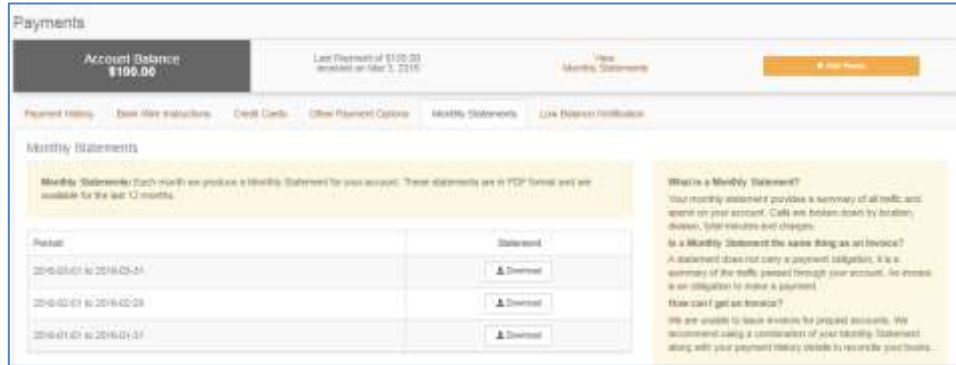 Payments
Account Balance
$100.00
Last Payment of $100.00
received on Mar 3, 2016
View
Monthly Statements
Add Funds
Payment History
Bank Wire Instructions
Credit Cards
Other Payment Options
Monthly Statements
Low Balance Notification
Monthly Statements
Monthly Statements: Each month we produce a Monthly Statement for your account. These statements are in PDF format and are
available for the last 12 months.
Period
Statement
2016-03-01 to 2016-03-31
Download
2016-02-01 to 2016-02-29
Download
2016-01-01 to 2016-01-31
Download
What is a Monthly Statement?
Your monthly statement provides a summary of all traffic and
spend on your account. Calls are broken down by location,
division, total minutes and charges.
Is a Monthly Statement the same thing as an Invoice?
A statement does not carry a payment obligation, it is a
summary of the traffic passed through your account. An invoice
is an obligation to make a payment.
How can I get an Invoice?
We are unable to issue invoices for prepaid accounts. We
recommend using a combination of your Monthly Statement
along with your payment history details to reconcile your books.